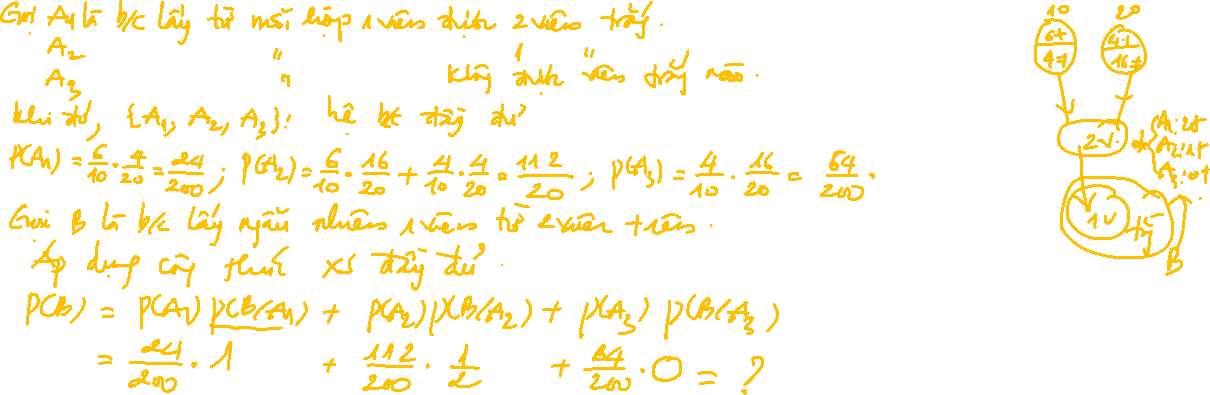 Gọi A₁ là b/c lấy từ mỗi hộp 1 viên được 2 viên trắng.
A₂ " 1 "
A₃ " không được viên trắng nào.
Khi đó, {A₁, A₂, A₃}: hệ b/c đầy đủ
P(A₁) = 6/10 . 4/20 = 24/200 ; P(A₂) = 6/10 . 16/20 + 4/10 . 4/20 = 112/20 ; P(A₃) = 4/10 . 16/20 = 64/200 .
Gọi B là b/c lấy ngẫu nhiên 1 viên từ 2 viên trên.
Áp dụng công thức XS đầy đủ.
P(B) = P(A₁) P(B/A₁) + P(A₂) P(B/A₂) + P(A₃) P(B/A₃)
= 24/200 . 1 + 112/200 . 1/2 + 64/200 . 0 = ?
10 20
6t 4t
16
2v.
A₁: 2t
A₂: 1t
A₃: 0t
1v
B